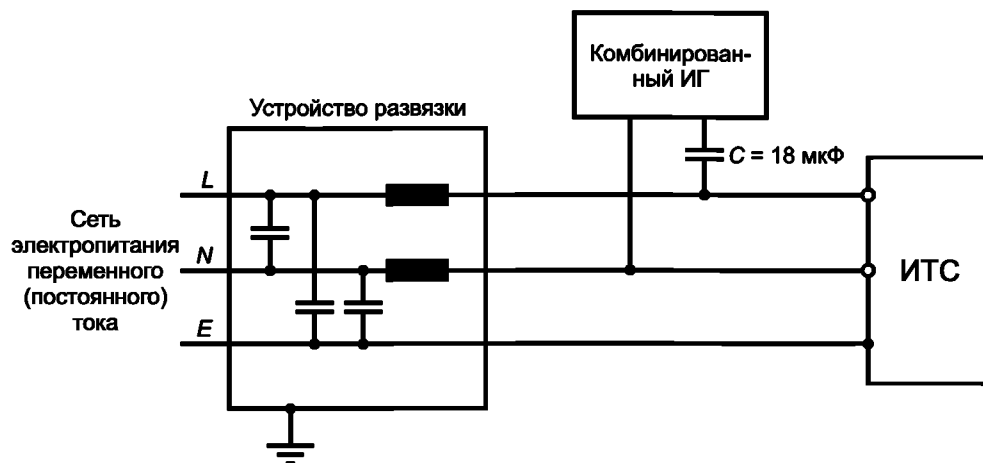 Комбинирован-
ный ИГ
Устройство развязки
C = 18 мкФ
L
Сеть
электропитания
переменного
(постоянного)
тока
N
E
ИТС